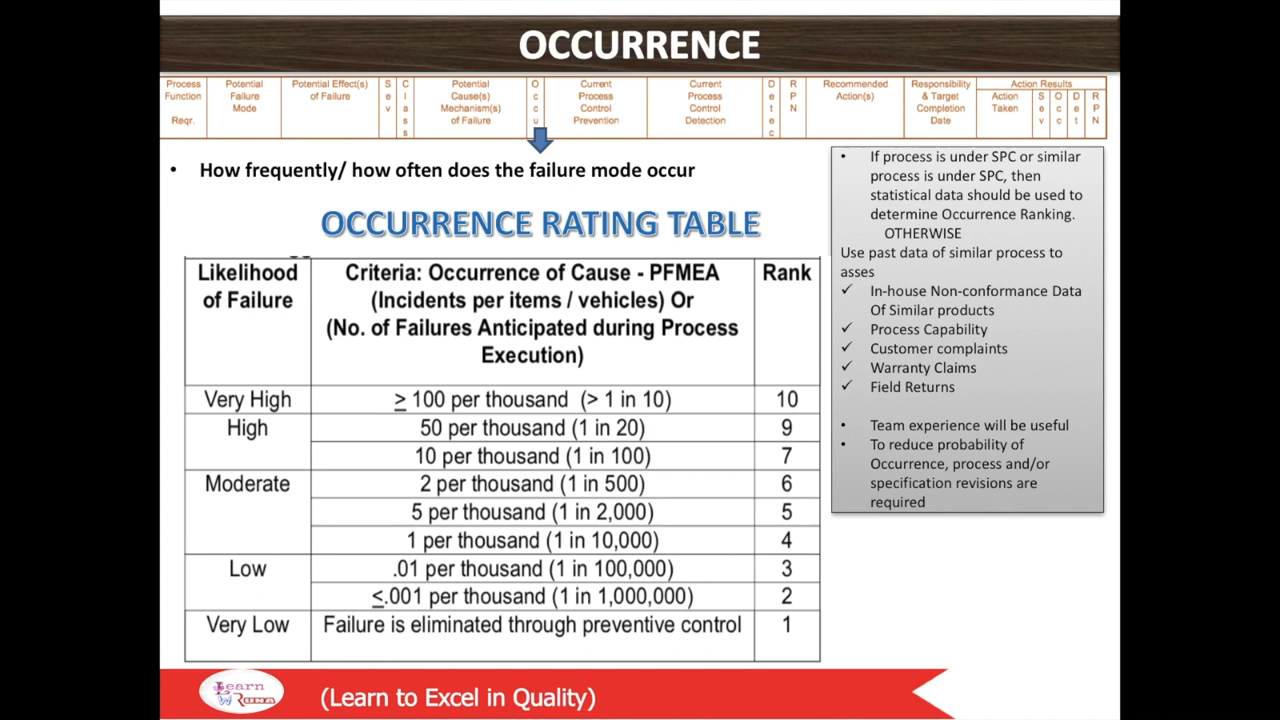 OCCURRENCE
Process Function Reqr.
Potential Failure Mode
Potential Effect(s) of Failure
Sev
Class
Potential Cause(s) Mechanism(s) of Failure
Occu
Current Process Control Prevention
Current Process Control Detection
Detec
RPN
Recommended Action(s)
Responsibility & Target Completion Date
Action Results
Action Taken
Sev
Occ
Det
RPN
• How frequently/ how often does the failure mode occur
OCCURRENCE RATING TABLE
Likelihood of Failure
Criteria: Occurrence of Cause - PFMEA
(Incidents per items / vehicles) Or
(No. of Failures Anticipated during Process
Execution)
Rank
Very High ≥ 100 per thousand (> 1 in 10) 10
High 50 per thousand (1 in 20) 9
10 per thousand (1 in 100) 7
Moderate 2 per thousand (1 in 500) 6
5 per thousand (1 in 2,000) 5
1 per thousand (1 in 10,000) 4
Low .01 per thousand (1 in 100,000) 3
≤.001 per thousand (1 in 1,000,000) 2
Very Low Failure is eliminated through preventive control 1
• If process is under SPC or similar
process is under SPC, then
statistical data should be used to
determine Occurrence Ranking.
OTHERWISE
Use past data of similar process to
asses
✓ In-house Non-conformance Data
Of Similar products
✓ Process Capability
✓ Customer complaints
✓ Warranty Claims
✓ Field Returns
• Team experience will be useful
• To reduce probability of
Occurrence, process and/or
specification revisions are
required
Learn
W Runa
(Learn to Excel in Quality)